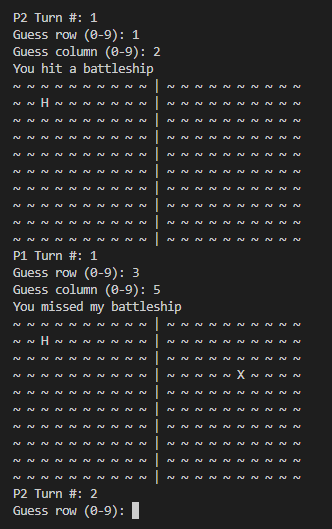 P2 Turn #: 1
Guess row (0-9): 1
Guess column (0-9): 2
You hit a battleship
~ ~ ~ ~ ~ ~ ~ ~ ~ ~ | ~ ~ ~ ~ ~ ~ ~ ~ ~ ~
~ ~ H ~ ~ ~ ~ ~ ~ ~ | ~ ~ ~ ~ ~ ~ ~ ~ ~ ~
~ ~ ~ ~ ~ ~ ~ ~ ~ ~ | ~ ~ ~ ~ ~ ~ ~ ~ ~ ~
~ ~ ~ ~ ~ ~ ~ ~ ~ ~ | ~ ~ ~ ~ ~ ~ ~ ~ ~ ~
~ ~ ~ ~ ~ ~ ~ ~ ~ ~ | ~ ~ ~ ~ ~ ~ ~ ~ ~ ~
~ ~ ~ ~ ~ ~ ~ ~ ~ ~ | ~ ~ ~ ~ ~ ~ ~ ~ ~ ~
~ ~ ~ ~ ~ ~ ~ ~ ~ ~ | ~ ~ ~ ~ ~ ~ ~ ~ ~ ~
~ ~ ~ ~ ~ ~ ~ ~ ~ ~ | ~ ~ ~ ~ ~ ~ ~ ~ ~ ~
~ ~ ~ ~ ~ ~ ~ ~ ~ ~ | ~ ~ ~ ~ ~ ~ ~ ~ ~ ~
~ ~ ~ ~ ~ ~ ~ ~ ~ ~ | ~ ~ ~ ~ ~ ~ ~ ~ ~ ~
P1 Turn #: 1
Guess row (0-9): 3
Guess column (0-9): 5
You missed my battleship
~ ~ ~ ~ ~ ~ ~ ~ ~ ~ | ~ ~ ~ ~ ~ ~ ~ ~ ~ ~
~ ~ H ~ ~ ~ ~ ~ ~ ~ | ~ ~ ~ ~ ~ ~ ~ ~ ~ ~
~ ~ ~ ~ ~ ~ ~ ~ ~ ~ | ~ ~ ~ ~ ~ ~ ~ ~ ~ ~
~ ~ ~ ~ ~ ~ ~ ~ ~ ~ | ~ ~ ~ ~ ~ X ~ ~ ~ ~
~ ~ ~ ~ ~ ~ ~ ~ ~ ~ | ~ ~ ~ ~ ~ ~ ~ ~ ~ ~
~ ~ ~ ~ ~ ~ ~ ~ ~ ~ | ~ ~ ~ ~ ~ ~ ~ ~ ~ ~
~ ~ ~ ~ ~ ~ ~ ~ ~ ~ | ~ ~ ~ ~ ~ ~ ~ ~ ~ ~
~ ~ ~ ~ ~ ~ ~ ~ ~ ~ | ~ ~ ~ ~ ~ ~ ~ ~ ~ ~
~ ~ ~ ~ ~ ~ ~ ~ ~ ~ | ~ ~ ~ ~ ~ ~ ~ ~ ~ ~
~ ~ ~ ~ ~ ~ ~ ~ ~ ~ | ~ ~ ~ ~ ~ ~ ~ ~ ~ ~
P2 Turn #: 2
Guess row (0-9):